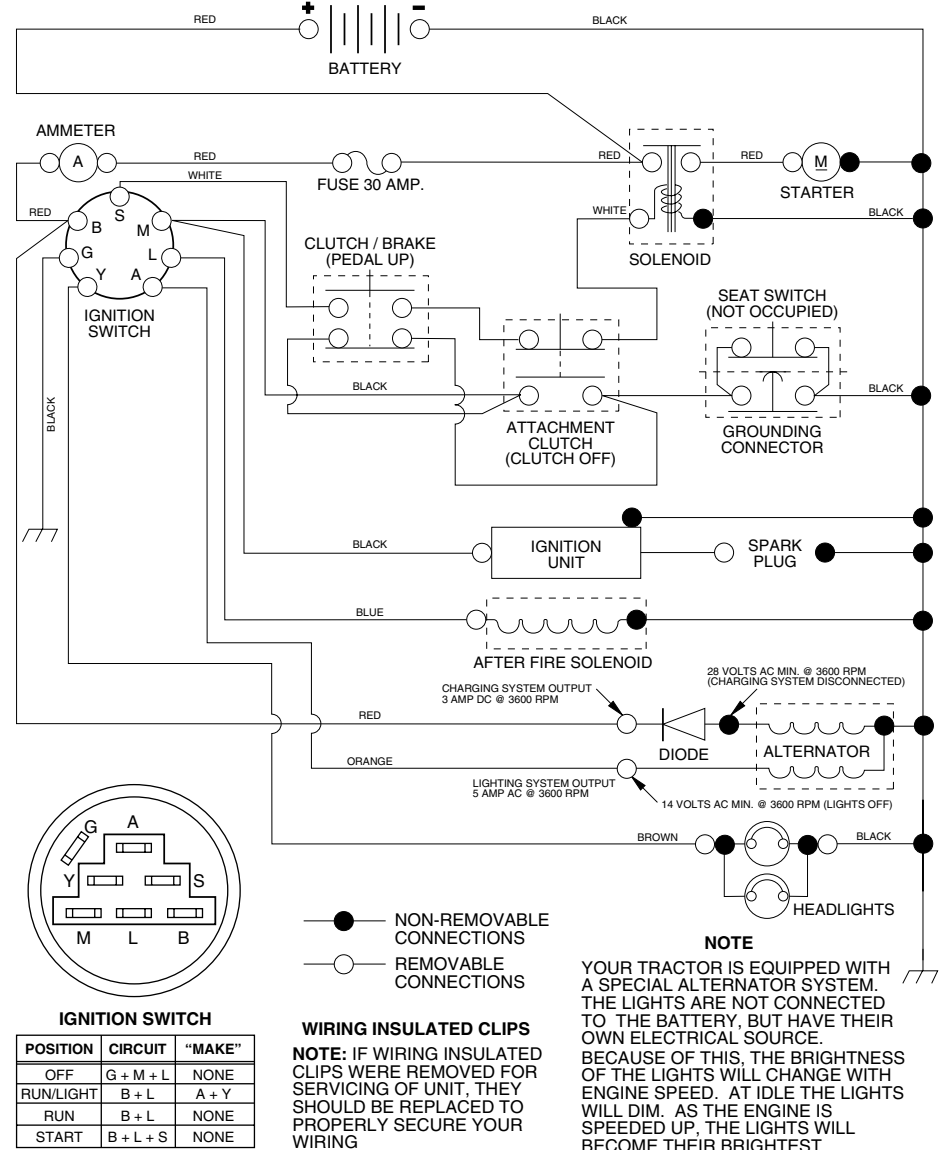 +
-
RED
BLACK
BATTERY
AMMETER
A
RED
FUSE 30 AMP.
WHITE
RED
RED
M
STARTER
RED
B
S
M
G
L
Y
A
IGNITION
SWITCH
WHITE
BLACK
SOLENOID
CLUTCH / BRAKE
(PEDAL UP)
SEAT SWITCH
(NOT OCCUPIED)
BLACK
BLACK
BLACK
ATTACHMENT
CLUTCH
(CLUTCH OFF)
GROUNDING
CONNECTOR
BLACK
IGNITION
UNIT
SPARK
PLUG
BLUE
AFTER FIRE SOLENOID
CHARGING SYSTEM OUTPUT
3 AMP DC @ 3600 RPM
28 VOLTS AC MIN. @ 3600 RPM
(CHARGING SYSTEM DISCONNECTED)
RED
DIODE
ALTERNATOR
ORANGE
LIGHTING SYSTEM OUTPUT
5 AMP AC @ 3600 RPM
14 VOLTS AC MIN. @ 3600 RPM (LIGHTS OFF)
BROWN
BLACK
HEADLIGHTS
G
A
Y
S
M
L
B
NON-REMOVABLE
CONNECTIONS
REMOVABLE
CONNECTIONS
IGNITION SWITCH
POSITION CIRCUIT “MAKE”
OFF G + M + L NONE
RUN/LIGHT B + L A + Y
RUN B + L NONE
START B + L + S NONE
WIRING INSULATED CLIPS
NOTE: IF WIRING INSULATED
CLIPS WERE REMOVED FOR
SERVICING OF UNIT, THEY
SHOULD BE REPLACED TO
PROPERLY SECURE YOUR
WIRING
NOTE
YOUR TRACTOR IS EQUIPPED WITH
A SPECIAL ALTERNATOR SYSTEM.
THE LIGHTS ARE NOT CONNECTED
TO THE BATTERY, BUT HAVE THEIR
OWN ELECTRICAL SOURCE.
BECAUSE OF THIS, THE BRIGHTNESS
OF THE LIGHTS WILL CHANGE WITH
ENGINE SPEED. AT IDLE THE LIGHTS
WILL DIM. AS THE ENGINE IS
SPEEDED UP, THE LIGHTS WILL
BECOME THEIR BRIGHTEST